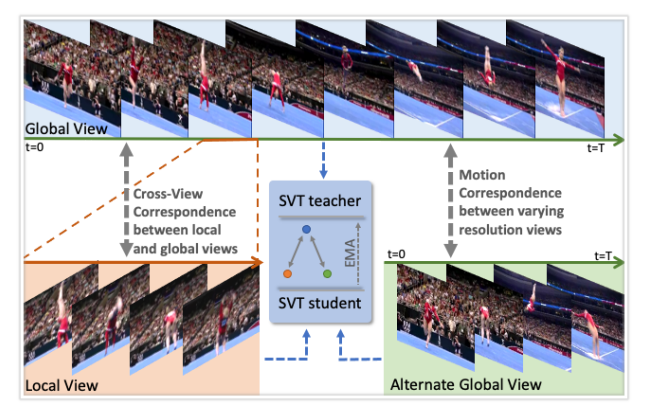 Global View
t=0
t=T
Cross-View
Correspondence
between local
and global views
SVT teacher
EMA
SVT student
Motion
Correspondence
between varying
resolution views
t=0
t=T
Local View
Alternate Global View